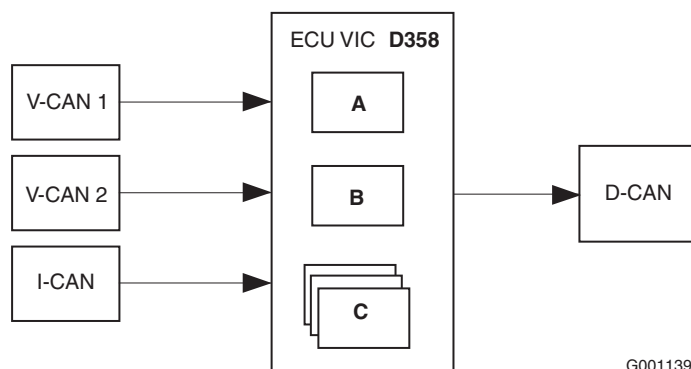 ECU VIC D358
V-CAN 1
A
V-CAN 2
B
D-CAN
I-CAN
C
G001139